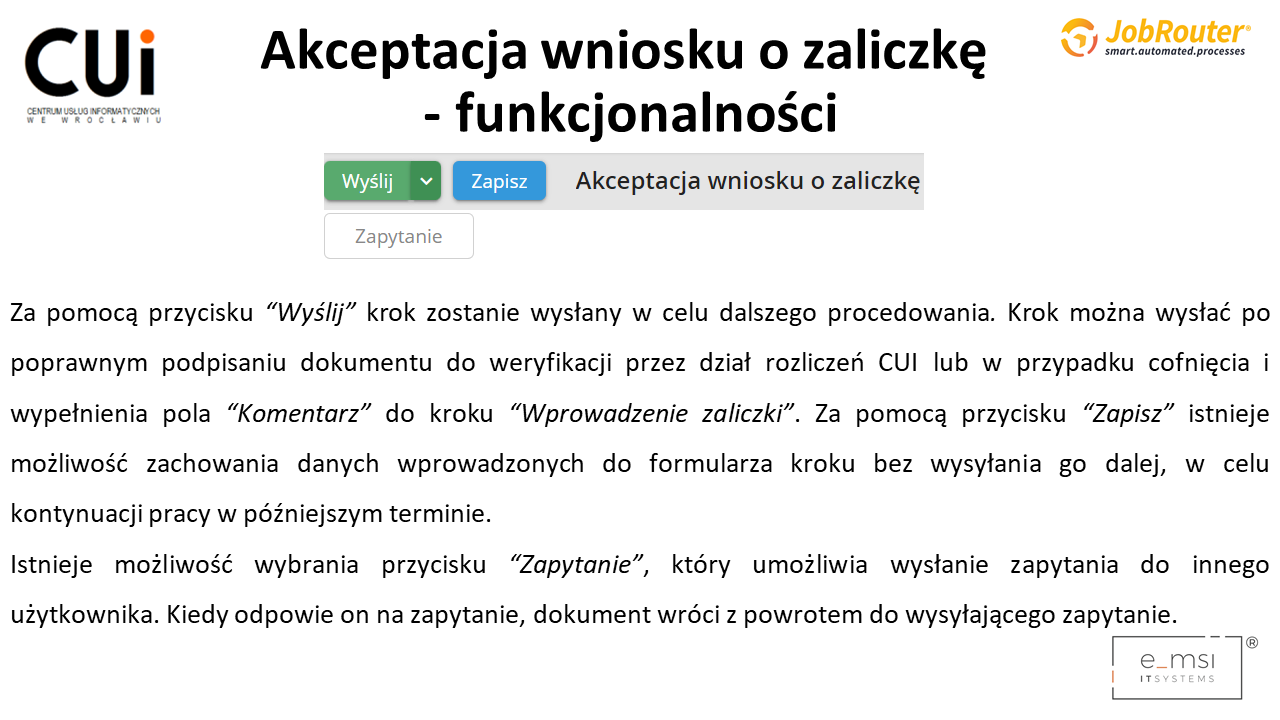 CUi
CENTRUM USŁUG INFORMATYCZNYCH
WE WROCŁAWIU
JobRouter®
smart.automated.processes
Akceptacja wniosku o zaliczkę
- funkcjonalności
Wyślij Zapisz Akceptacja wniosku o zaliczkę
Zapytanie
Za pomocą przycisku “Wyślij” krok zostanie wysłany w celu dalszego procedowania. Krok można wysłać po
poprawnym podpisaniu dokumentu do weryfikacji przez dział rozliczeń CUI lub w przypadku cofnięcia i
wypełnienia pola “Komentarz” do kroku “Wprowadzenie zaliczki”. Za pomocą przycisku “Zapisz” istnieje
możliwość zachowania danych wprowadzonych do formularza kroku bez wysyłania go dalej, w celu
kontynuacji pracy w późniejszym terminie.
Istnieje możliwość wybrania przycisku “Zapytanie”, który umożliwia wysłanie zapytania do innego
użytkownika. Kiedy odpowie on na zapytanie, dokument wróci z powrotem do wysyłającego zapytanie.
e_msi ®
ITSYSTEMS